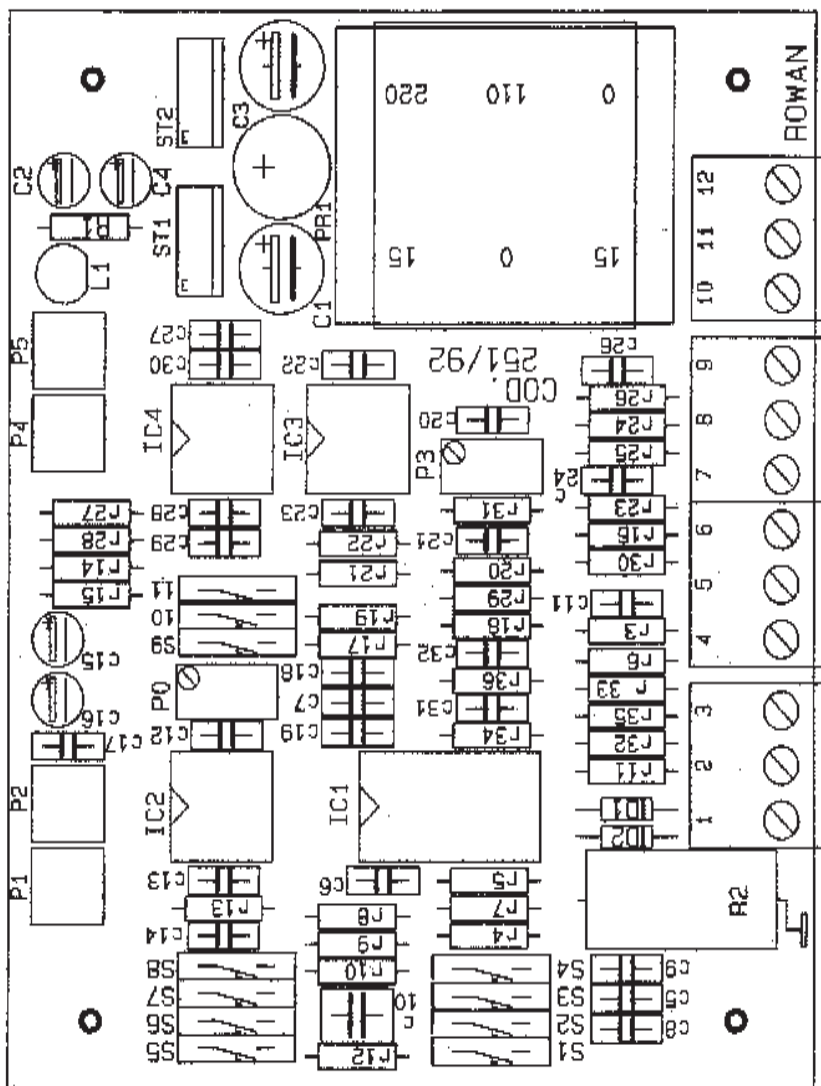 ROWAN
220
110
0
15
0
15
12
11
10
9
8
7
6
5
4
3
2
1
ST2
C3
C2
C4
R1
ST1
PR1
L1
C1
P5
P4
c27
c30
c22
COD.
251/92
c26
IC4
IC3
c20
P3
r26
r24
r25
c
24
r27
r28
r14
r15
c28
c29
c23
r22
r21
r31
c21
r20
r29
r18
c32
r36
c31
r34
r23
r16
r30
c11
r3
r6
r 33
r35
r32
r11
11
10
S9
r19
r17
c18
c7
c19
C15
C16
c17
P0
c12
P2
P1
IC2
IC1
D1
D2
R2
c13
r13
c14
c6
r8
r9
r10
c
10
r12
r5
r7
r4
S8
S7
S6
S5
S4
S3
S2
S1
c9
c5
c8
3
3